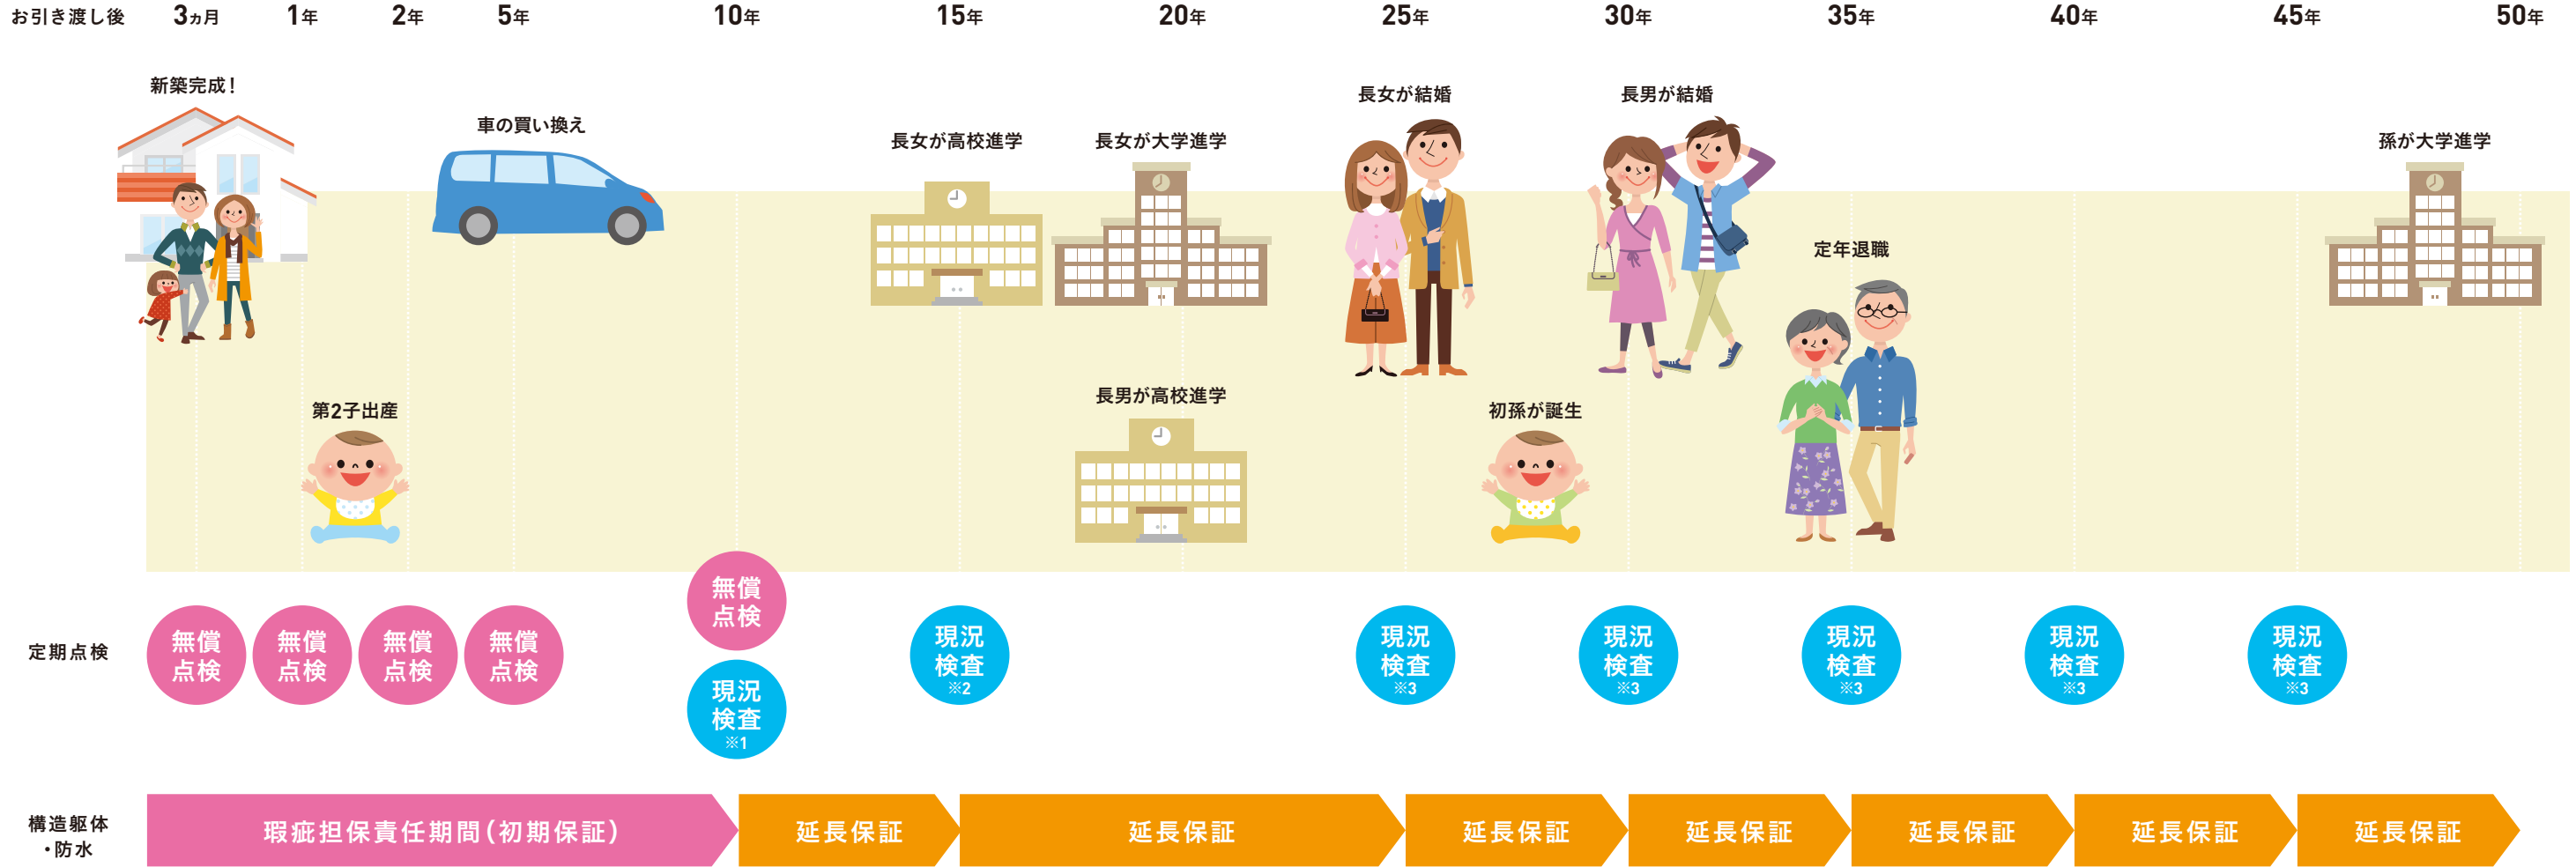 お引き渡し後 3ヵ月 1年 2年 5年 10年 15年 20年 25年 30年 35年 40年 45年 50年
新築完成!
車の買い換え
長女が高校進学
長女が大学進学
長女が結婚
長男が結婚
孫が大学進学
定年退職
第2子出産
長男が高校進学
初孫が誕生
定期点検
無償
点検
無償
点検
無償
点検
無償
点検
無償
点検
現況
検査
※1
現況
検査
※2
現況
検査
※3
現況
検査
※3
現況
検査
※3
現況
検査
※3
現況
検査
※3
構造躯体
・防水
瑕疵担保責任期間(初期保証)
延長保証
延長保証
延長保証
延長保証
延長保証
延長保証
延長保証